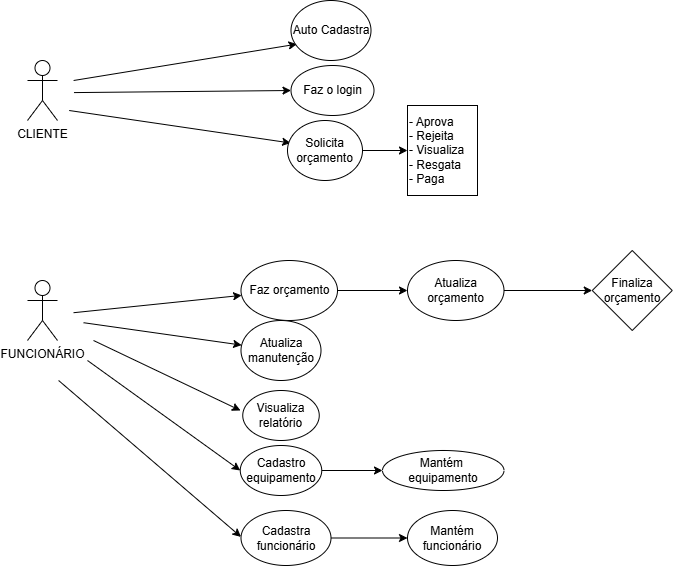 Auto Cadastra
Faz o login
CLIENTE
Solicita
orçamento
- Aprova
- Rejeita
- Visualiza
- Resgata
- Paga
Faz orçamento
Atualiza
orçamento
Finaliza
orçamento
FUNCIONÁRIO
Atualiza
manutenção
Visualiza
relatório
Cadastro
equipamento
Mantém
equipamento
Cadastra
funcionário
Mantém
funcionário